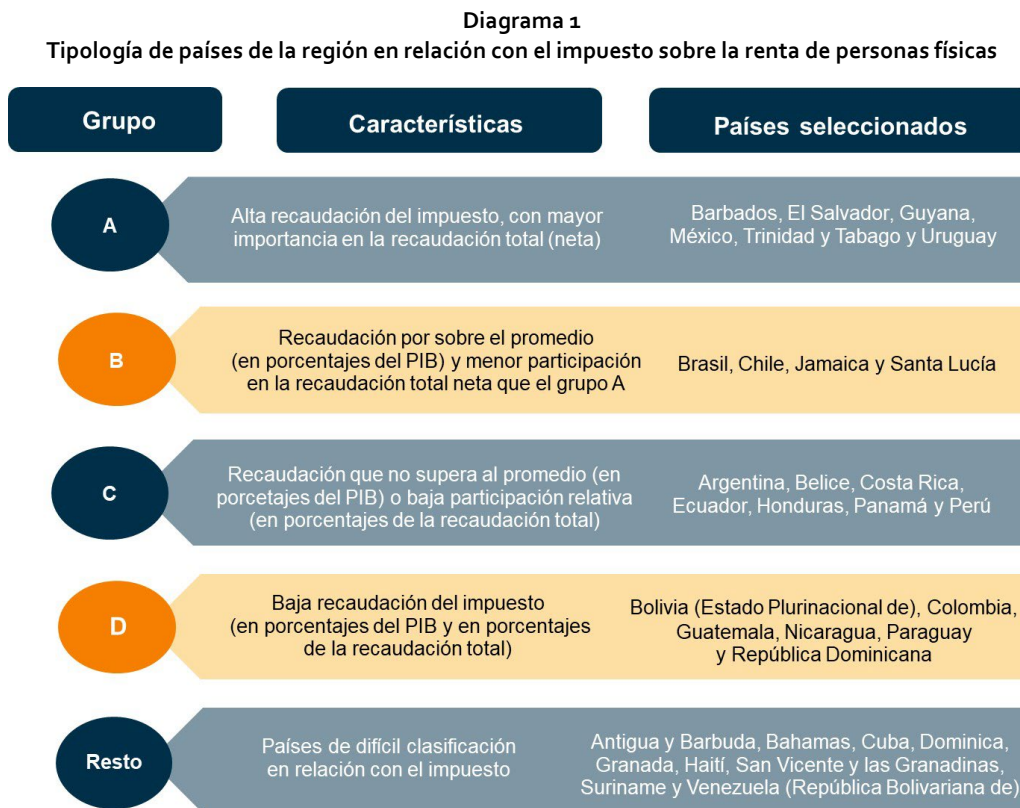 Diagrama 1
Tipología de países de la región en relación con el impuesto sobre la renta de personas físicas
Grupo
Características
Países seleccionados
A
Alta recaudación del impuesto, con mayor
importancia en la recaudación total (neta)
Barbados, El Salvador, Guyana,
México, Trinidad y Tabago y Uruguay
B
Recaudación por sobre el promedio
(en porcentajes del PIB) y menor participación
en la recaudación total neta que el grupo A
Brasil, Chile, Jamaica y Santa Lucía
C
Recaudación que no supera al promedio (en
porcetajes del PIB) o baja participación relativa
(en porcentajes de la recaudación total)
Argentina, Belice, Costa Rica,
Ecuador, Honduras, Panamá y Perú
D
Baja recaudación del impuesto
(en porcentajes del PIB y en porcentajes
de la recaudación total)
Bolivia (Estado Plurinacional de), Colombia,
Guatemala, Nicaragua, Paraguay
y República Dominicana
Resto
Países de difícil clasificación
en relación con el impuesto
Antigua y Barbuda, Bahamas, Cuba, Dominica,
Granada, Haití, San Vicente y las Granadinas,
Suriname y Venezuela (República Bolivariana de)